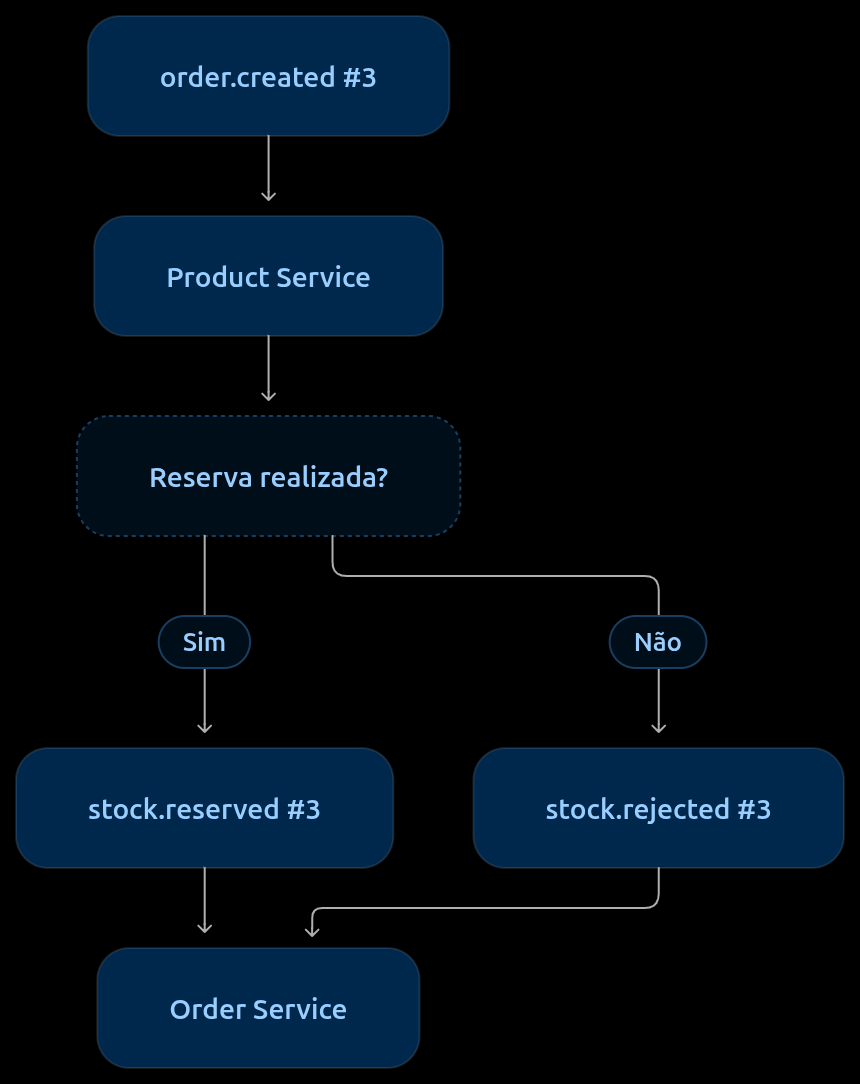 order.created #3
Product Service
Reserva realizada?
Sim
Não
stock.reserved #3
stock.rejected #3
Order Service